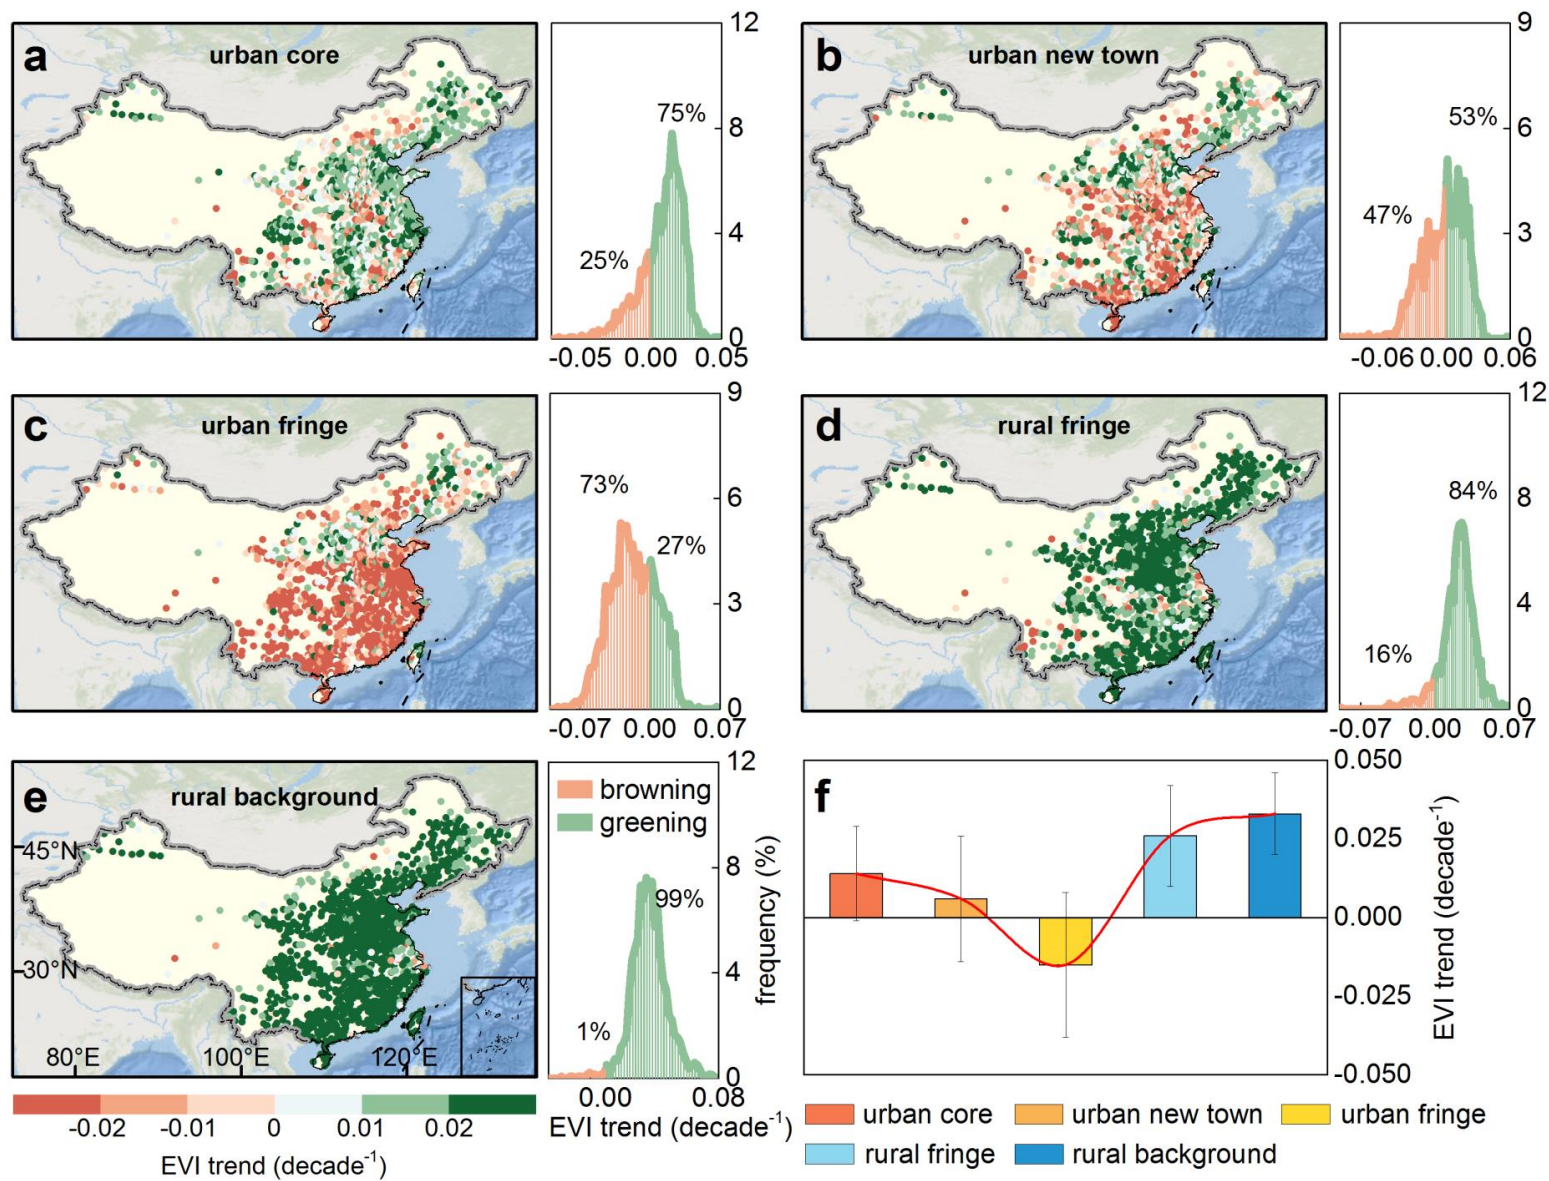 a
urban core
12
8
4
0
75%
25%
-0.05 0.00 0.05
b
urban new town
9
6
3
0
53%
47%
-0.06 0.00 0.06
c
urban fringe
9
6
3
0
73%
27%
-0.07 0.00 0.07
d
rural fringe
12
8
4
0
84%
16%
-0.07 0.00 0.07
e
rural background
45°N
30°N
80°E 100°E 120°E
-0.02 -0.01 0 0.01 0.02
EVI trend (decade⁻¹)
browning
greening
12
8
4
0
frequency (%)
99%
1%
0.00 0.08
EVI trend (decade⁻¹)
f
0.050
0.025
0.000
-0.025
-0.050
EVI trend (decade⁻¹)
urban core urban new town urban fringe
rural fringe rural background